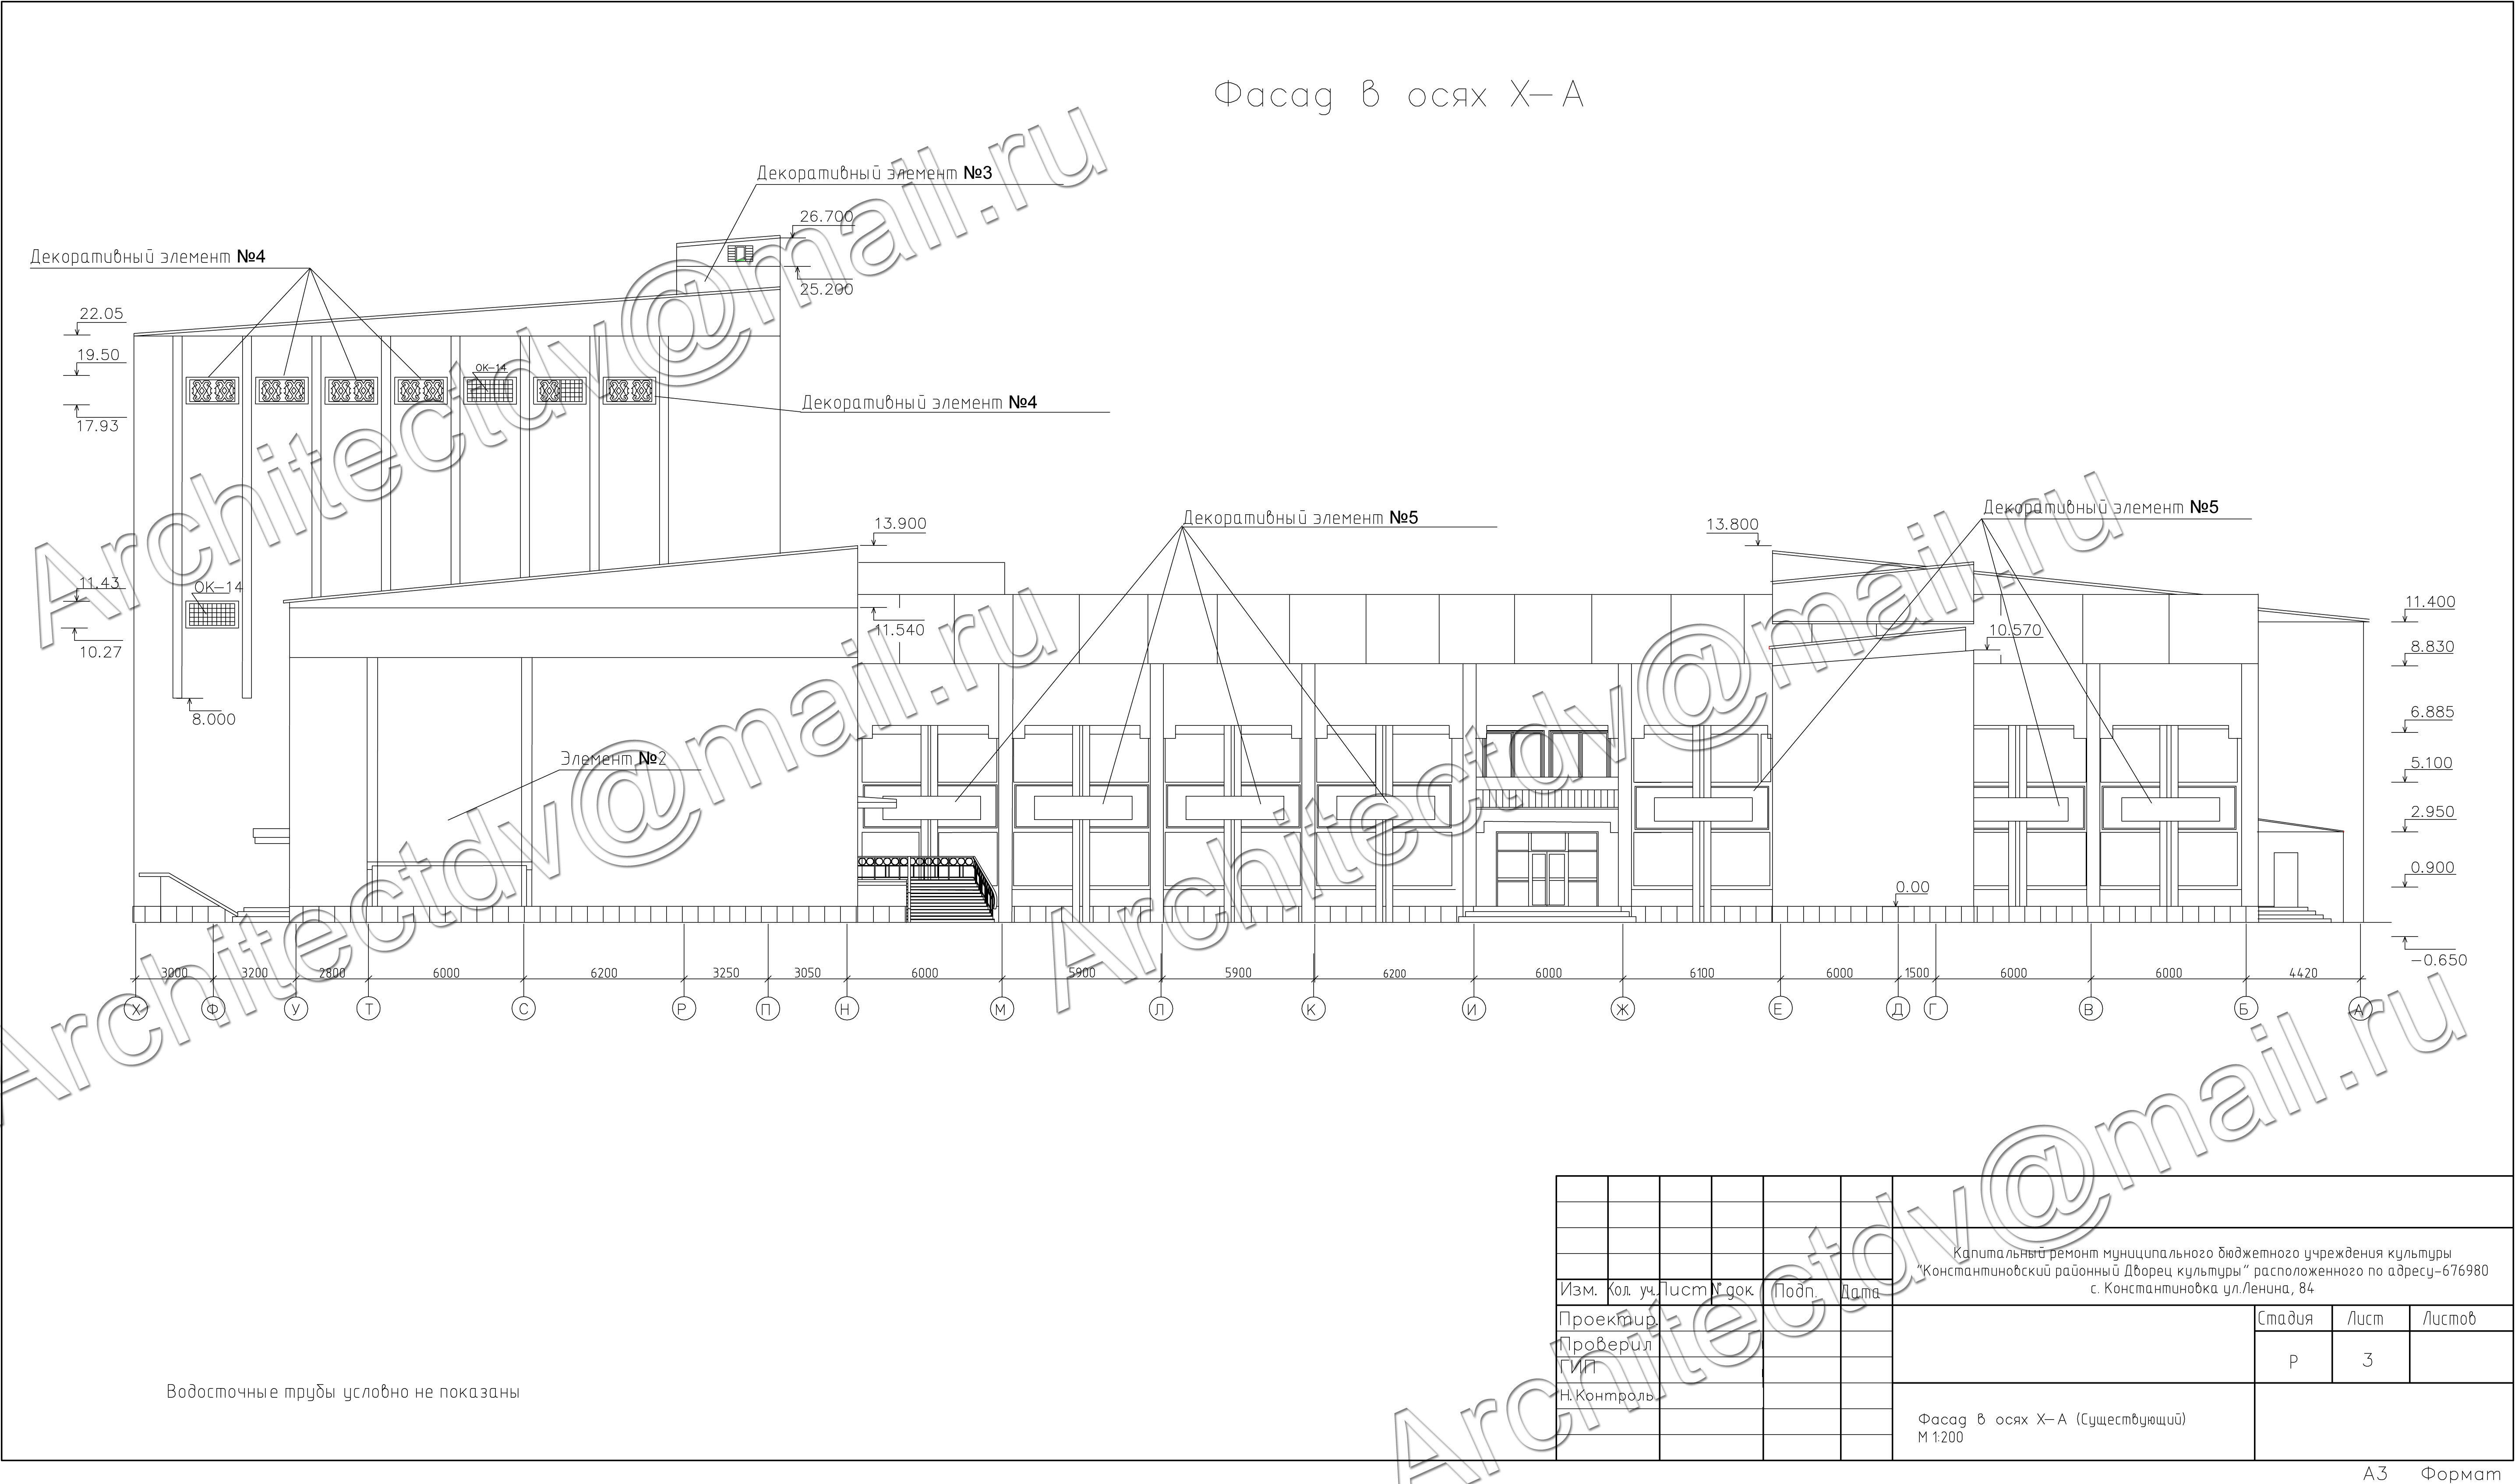 Фасад в осях Х-А
Декоративный элемент №3
26.700
25.200
Декоративный элемент №4
22.05
19.50
17.93
ОК-14
Декоративный элемент №4
11.43
ОК-14
10.27
8.000
13.900
11.540
Декоративный элемент №5
13.800
Декоративный элемент №5
10.570
11.400
8.830
6.885
5.100
2.950
0.900
0.00
-0.650
Элемент №2
3000 3200 2800 6000 6200 3250 3050 6000 5900 5900 6200 6000 6100 6000 1500 6000 6000 4420
Х Ф У Т С Р П Н М Л К И Ж Е Д Г В Б А
Водосточные трубы условно не показаны
Капитальный ремонт муниципального бюджетного учреждения культуры
"Константиновский районный Дворец культуры" расположенного по адресу-676980
с. Константиновка ул.Ленина, 84
Изм. Кол. уч. Лист № док. Подп. Дата
Проектир.
Проверил
ГИП
Н. Контроль
Стадия Лист Листов
Р 3
Фасад в осях Х-А (Существующий)
М 1:200
А3 Формат
Architectdv@mail.ru
Architectdv@mail.ru
Architectdv@mail.ru
Architectdv@mail.ru
Architectdv@mail.ru